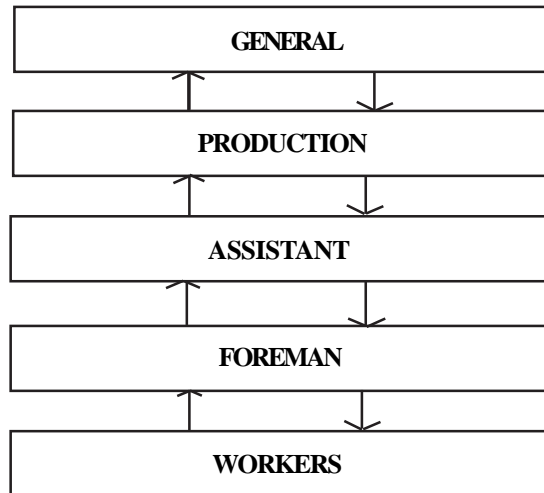 GENERAL
PRODUCTION
ASSISTANT
FOREMAN
WORKERS